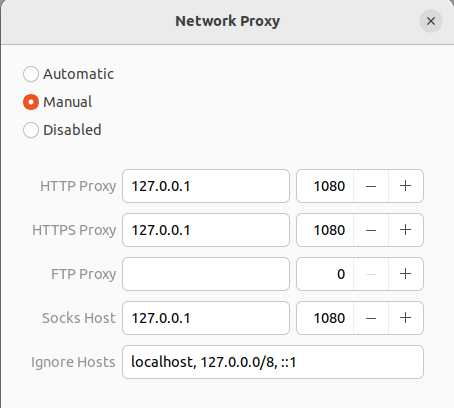 Network Proxy
Automatic
Manual
Disabled
HTTP Proxy 127.0.0.1 1080
HTTPS Proxy 127.0.0.1 1080
FTP Proxy 0
Socks Host 127.0.0.1 1080
Ignore Hosts localhost, 127.0.0.0/8, ::1